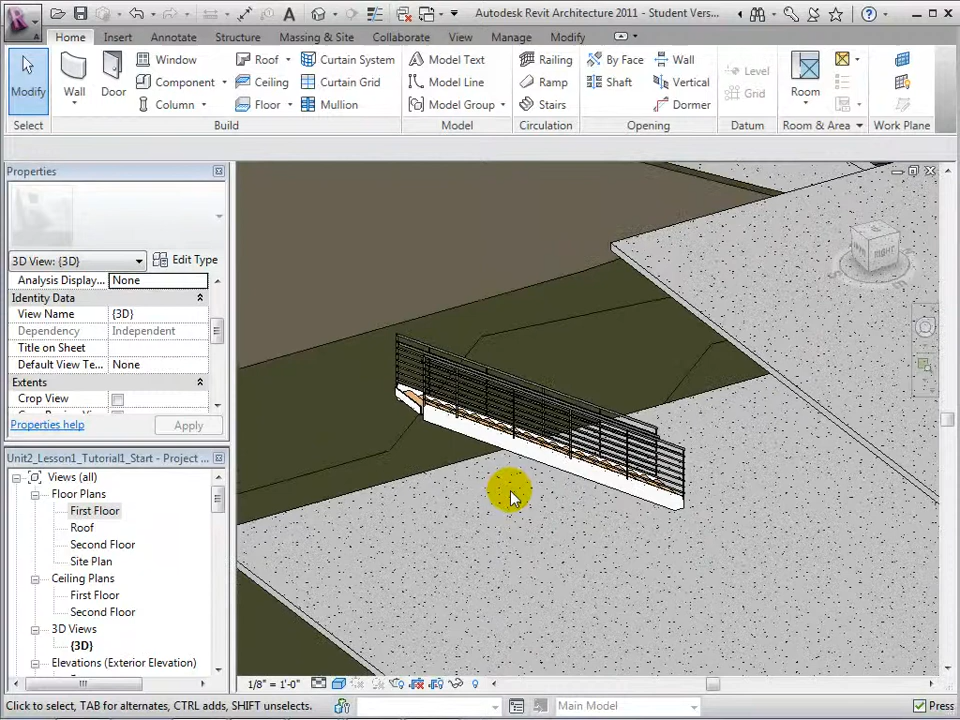 Autodesk Revit Architecture 2011 - Student Vers...
Home Insert Annotate Structure Massing & Site Collaborate View Manage Modify
Modify
Wall
Door
Window
Component
Column
Roof
Ceiling
Floor
Curtain System
Curtain Grid
Mullion
Model Text
Model Line
Model Group
Railing
Ramp
Stairs
By Face
Shaft
Wall
Vertical
Dormer
Level
Grid
Room
Select Build Model Circulation Opening Datum Room & Area Work Plane
Properties
3D View: {3D} Edit Type
Analysis Display... None
Identity Data
View Name {3D}
Dependency Independent
Title on Sheet
Default View Te... None
Extents
Crop View
Properties help Apply
Unit2_Lesson1_Tutorial1_Start - Project ...
Views (all)
Floor Plans
First Floor
Roof
Second Floor
Site Plan
Ceiling Plans
First Floor
Second Floor
3D Views
{3D}
Elevations (Exterior Elevation)
RIGHT
1/8" = 1'-0"
Click to select, TAB for alternates, CTRL adds, SHIFT unselects.
Main Model
Press